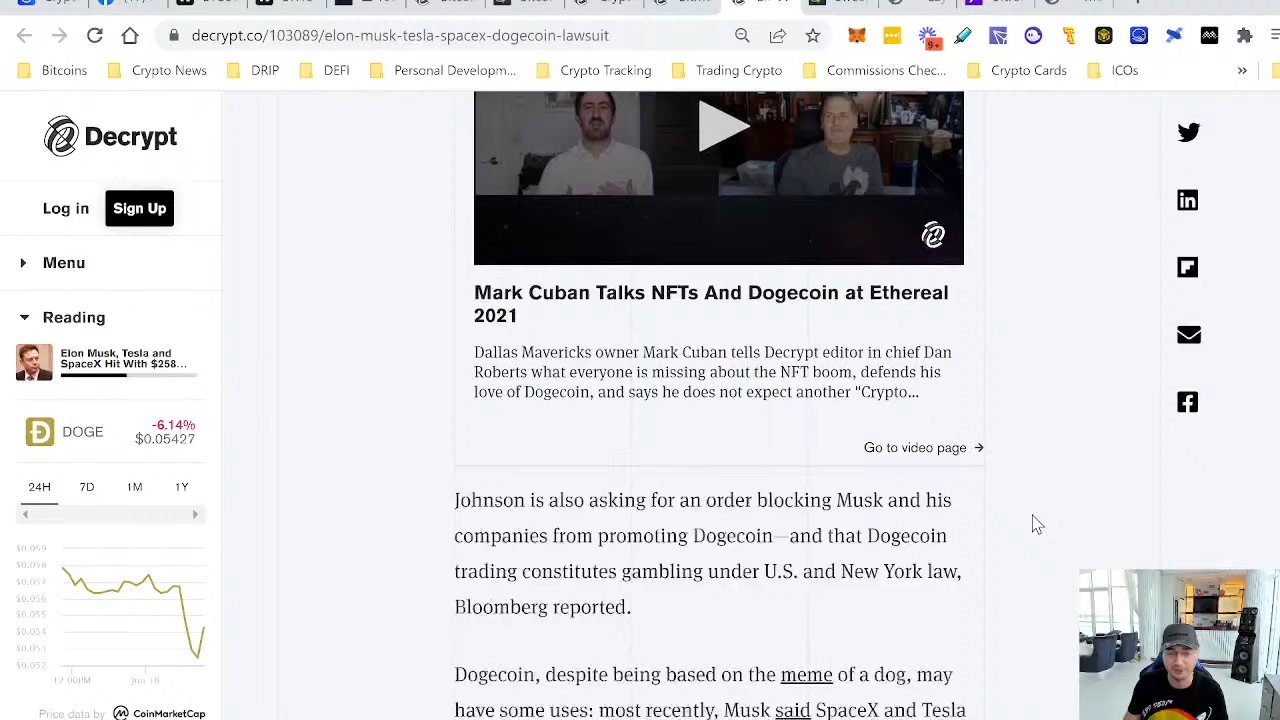 decrypt.co/103089/elon-musk-tesla-spacex-dogecoin-lawsuit
9+
Bitcoins
Crypto News
DRIP
DEFI
Personal Developm...
Crypto Tracking
Trading Crypto
Commissions Chec...
Crypto Cards
ICOs
»
Decrypt
Log in
Sign Up
Menu
Reading
Elon Musk, Tesla and
SpaceX Hit With $258...
DOGE
-6.14%
$0.05427
24H
7D
1M
1Y
$0.059
$0.058
$0.057
$0.056
$0.055
$0.054
$0.053
$0.052
12:00PM
Price data by CoinMarketCap
Mark Cuban Talks NFTs And Dogecoin at Ethereal
2021
Dallas Mavericks owner Mark Cuban tells Decrypt editor in chief Dan
Roberts what everyone is missing about the NFT boom, defends his
love of Dogecoin, and says he does not expect another "Crypto...
Go to video page →
Johnson is also asking for an order blocking Musk and his
companies from promoting Dogecoin—and that Dogecoin
trading constitutes gambling under U.S. and New York law,
Bloomberg reported.
Dogecoin, despite being based on the meme of a dog, may
have some uses: most recently, Musk said SpaceX and Tesla